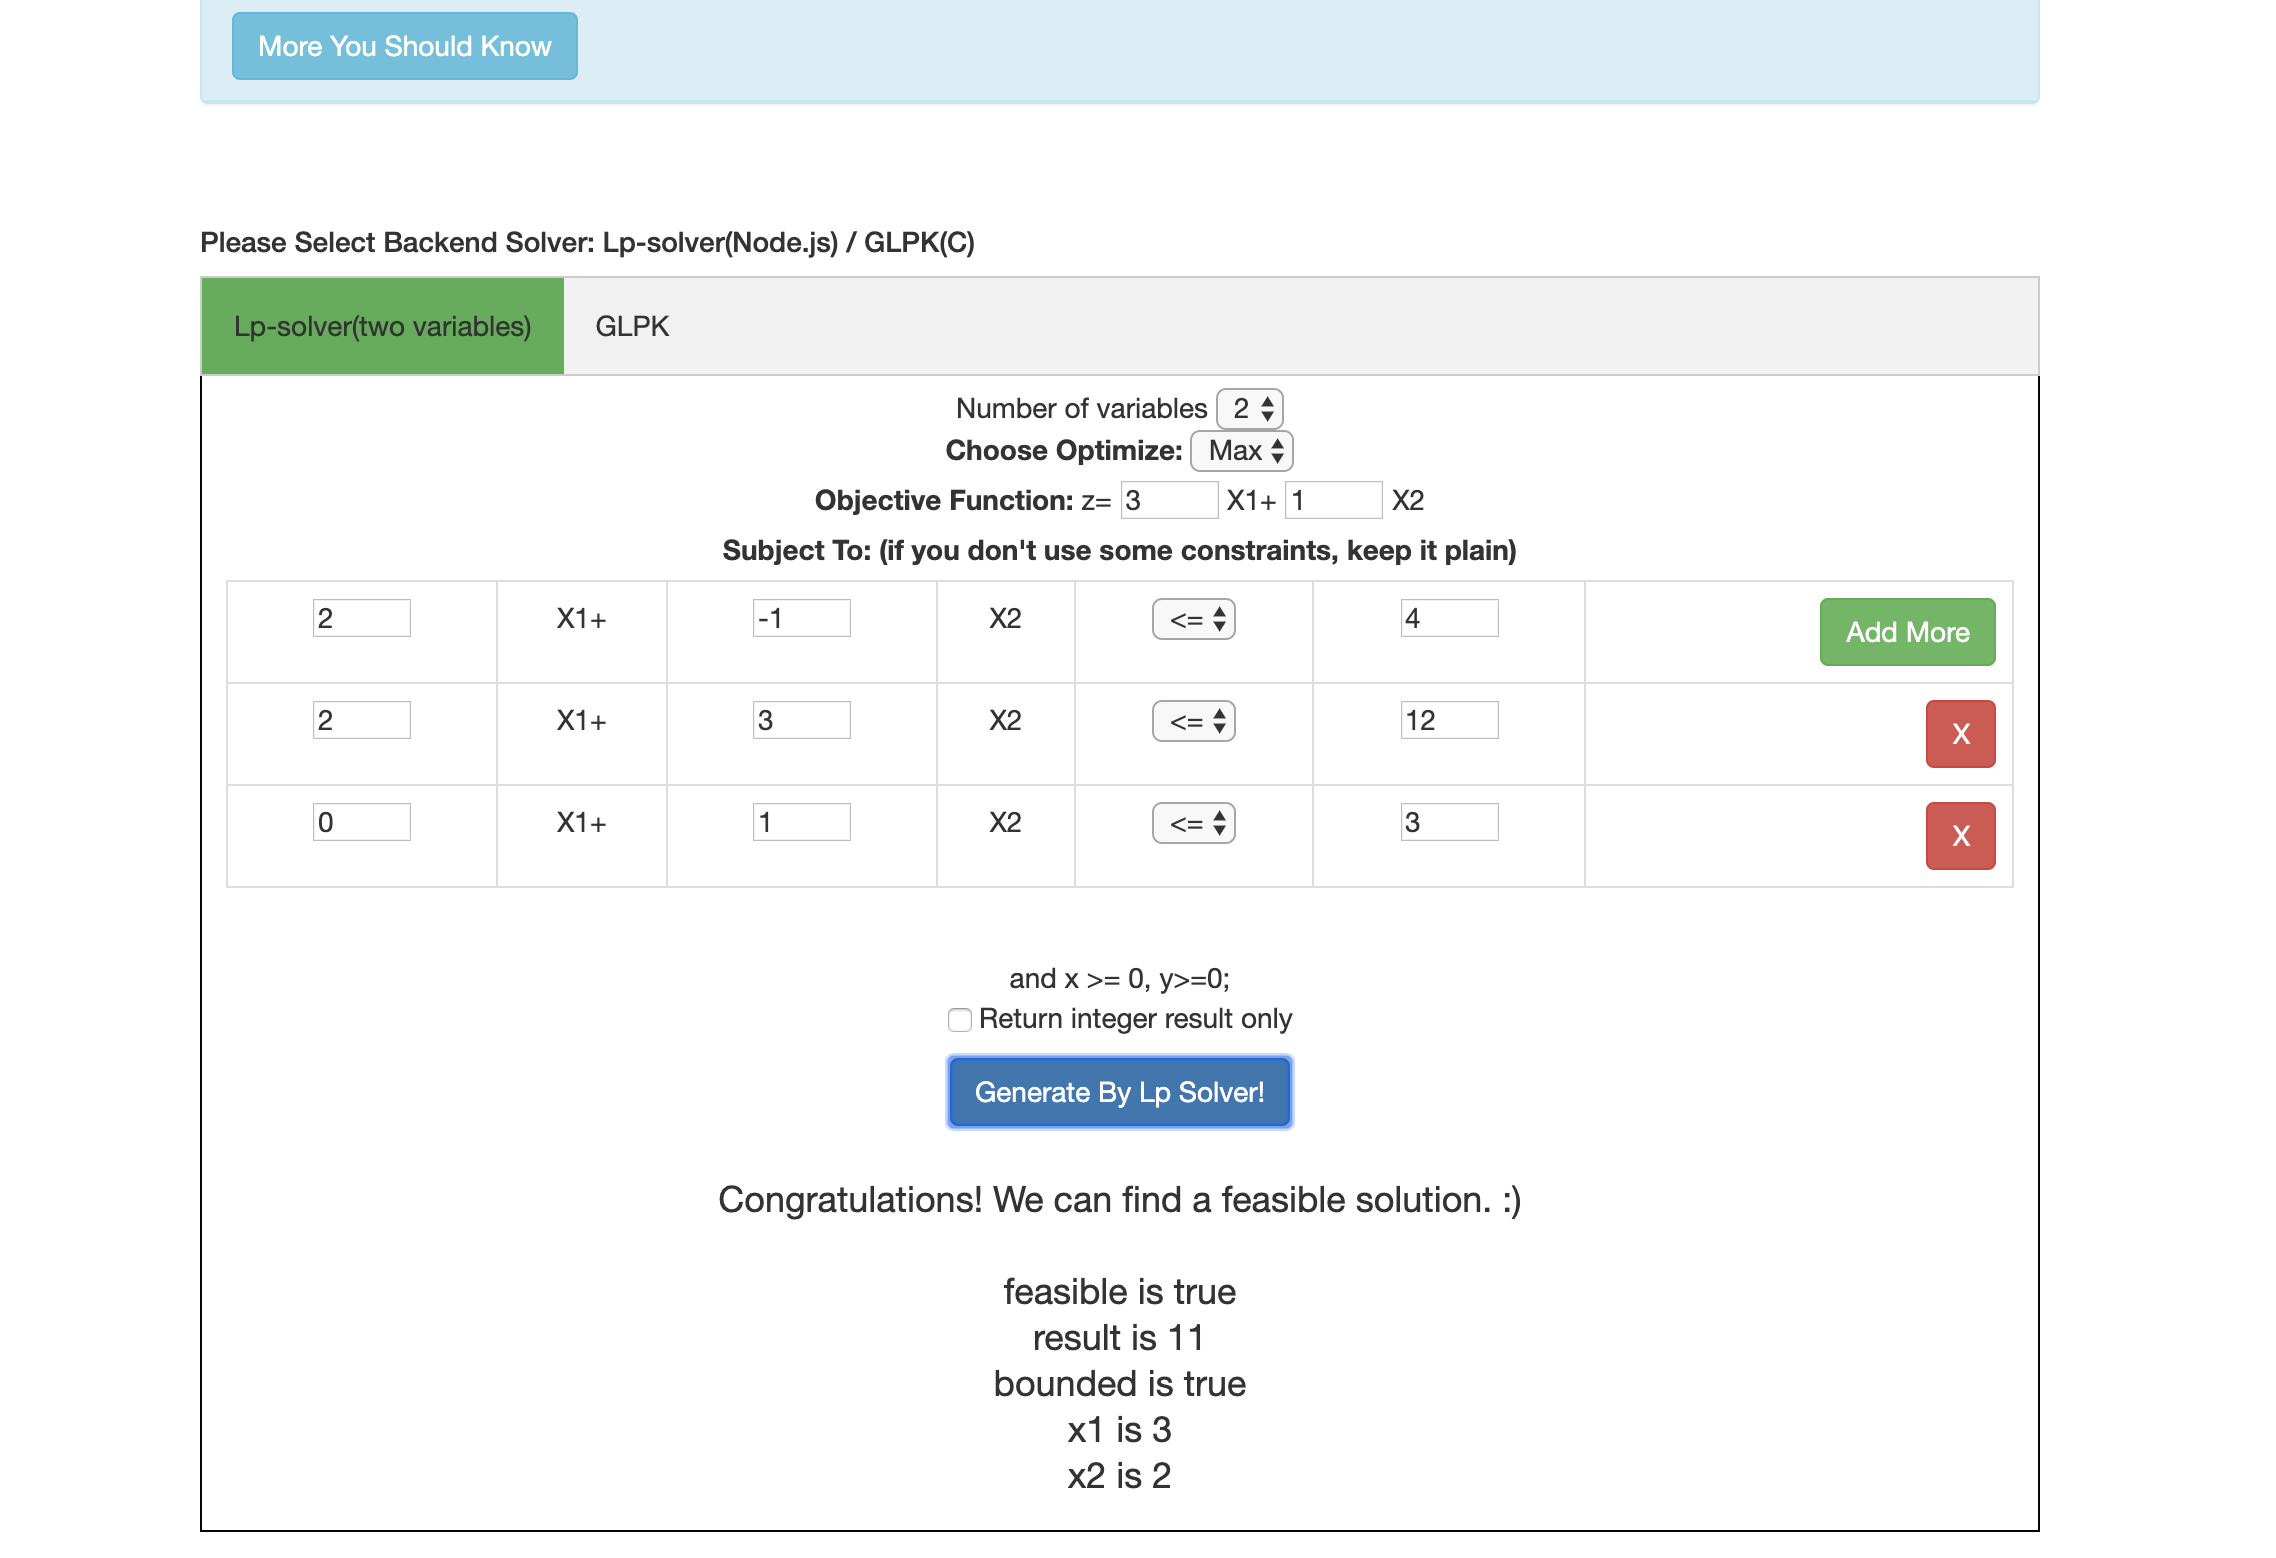 More You Should Know
Please Select Backend Solver: Lp-solver(Node.js) / GLPK(C)
Lp-solver(two variables) GLPK
Number of variables 2
Choose Optimize: Max
Objective Function: z= 3 X1+ 1 X2
Subject To: (if you don't use some constraints, keep it plain)
2 X1+ -1 X2 <= 4 Add More
2 X1+ 3 X2 <= 12 X
0 X1+ 1 X2 <= 3 X
and x >= 0, y>=0;
Return integer result only
Generate By Lp Solver!
Congratulations! We can find a feasible solution. :)
feasible is true
result is 11
bounded is true
x1 is 3
x2 is 2